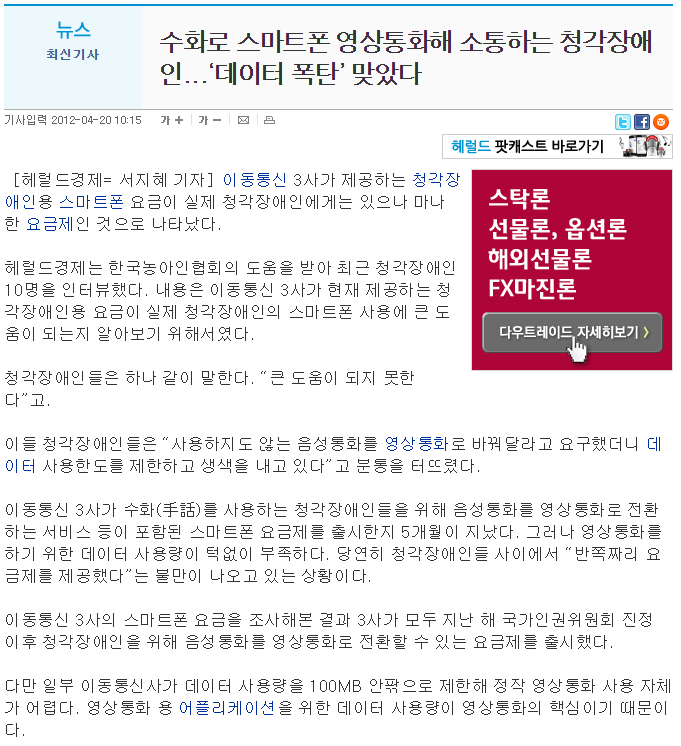 뉴스
최신기사
수화로 스마트폰 영상통화해 소통하는 청각장애
인…‘데이터 폭탄’ 맞았다
기사입력 2012-04-20 10:15 가 + 가 -
헤럴드 팟캐스트 바로가기
[헤럴드경제= 서지혜 기자] 이동통신 3사가 제공하는 청각장
애인용 스마트폰 요금이 실제 청각장애인에게는 있으나 마나
한 요금제인 것으로 나타났다.
스탁론
선물론, 옵션론
해외선물론
FX마진론
다우트레이드 자세히보기 >
헤럴드경제는 한국농아인협회의 도움을 받아 최근 청각장애인
10명을 인터뷰했다. 내용은 이동통신 3사가 현재 제공하는 청
각장애인용 요금이 실제 청각장애인의 스마트폰 사용에 큰 도
움이 되는지 알아보기 위해서였다.
청각장애인들은 하나 같이 말한다. “큰 도움이 되지 못한
다”고.
이들 청각장애인들은 “사용하지도 않는 음성통화를 영상통화로 바꿔달라고 요구했더니 데
이터 사용한도를 제한하고 생색을 내고 있다”고 분통을 터뜨렸다.
이동통신 3사가 수화(手話)를 사용하는 청각장애인들을 위해 음성통화를 영상통화로 전환
하는 서비스 등이 포함된 스마트폰 요금제를 출시한지 5개월이 지났다. 그러나 영상통화를
하기 위한 데이터 사용량이 턱없이 부족하다. 당연히 청각장애인들 사이에서 “반쪽짜리 요
금제를 제공했다”는 불만이 나오고 있는 상황이다.
이동통신 3사의 스마트폰 요금을 조사해본 결과 3사가 모두 지난 해 국가인권위원회 진정
이후 청각장애인을 위해 음성통화를 영상통화로 전환할 수 있는 요금제를 출시했다.
다만 일부 이동통신사가 데이터 사용량을 100MB 안팎으로 제한해 정작 영상통화 사용 자체
가 어렵다. 영상통화 용 어플리케이션을 위한 데이터 사용량이 영상통화의 핵심이기 때문이
다.